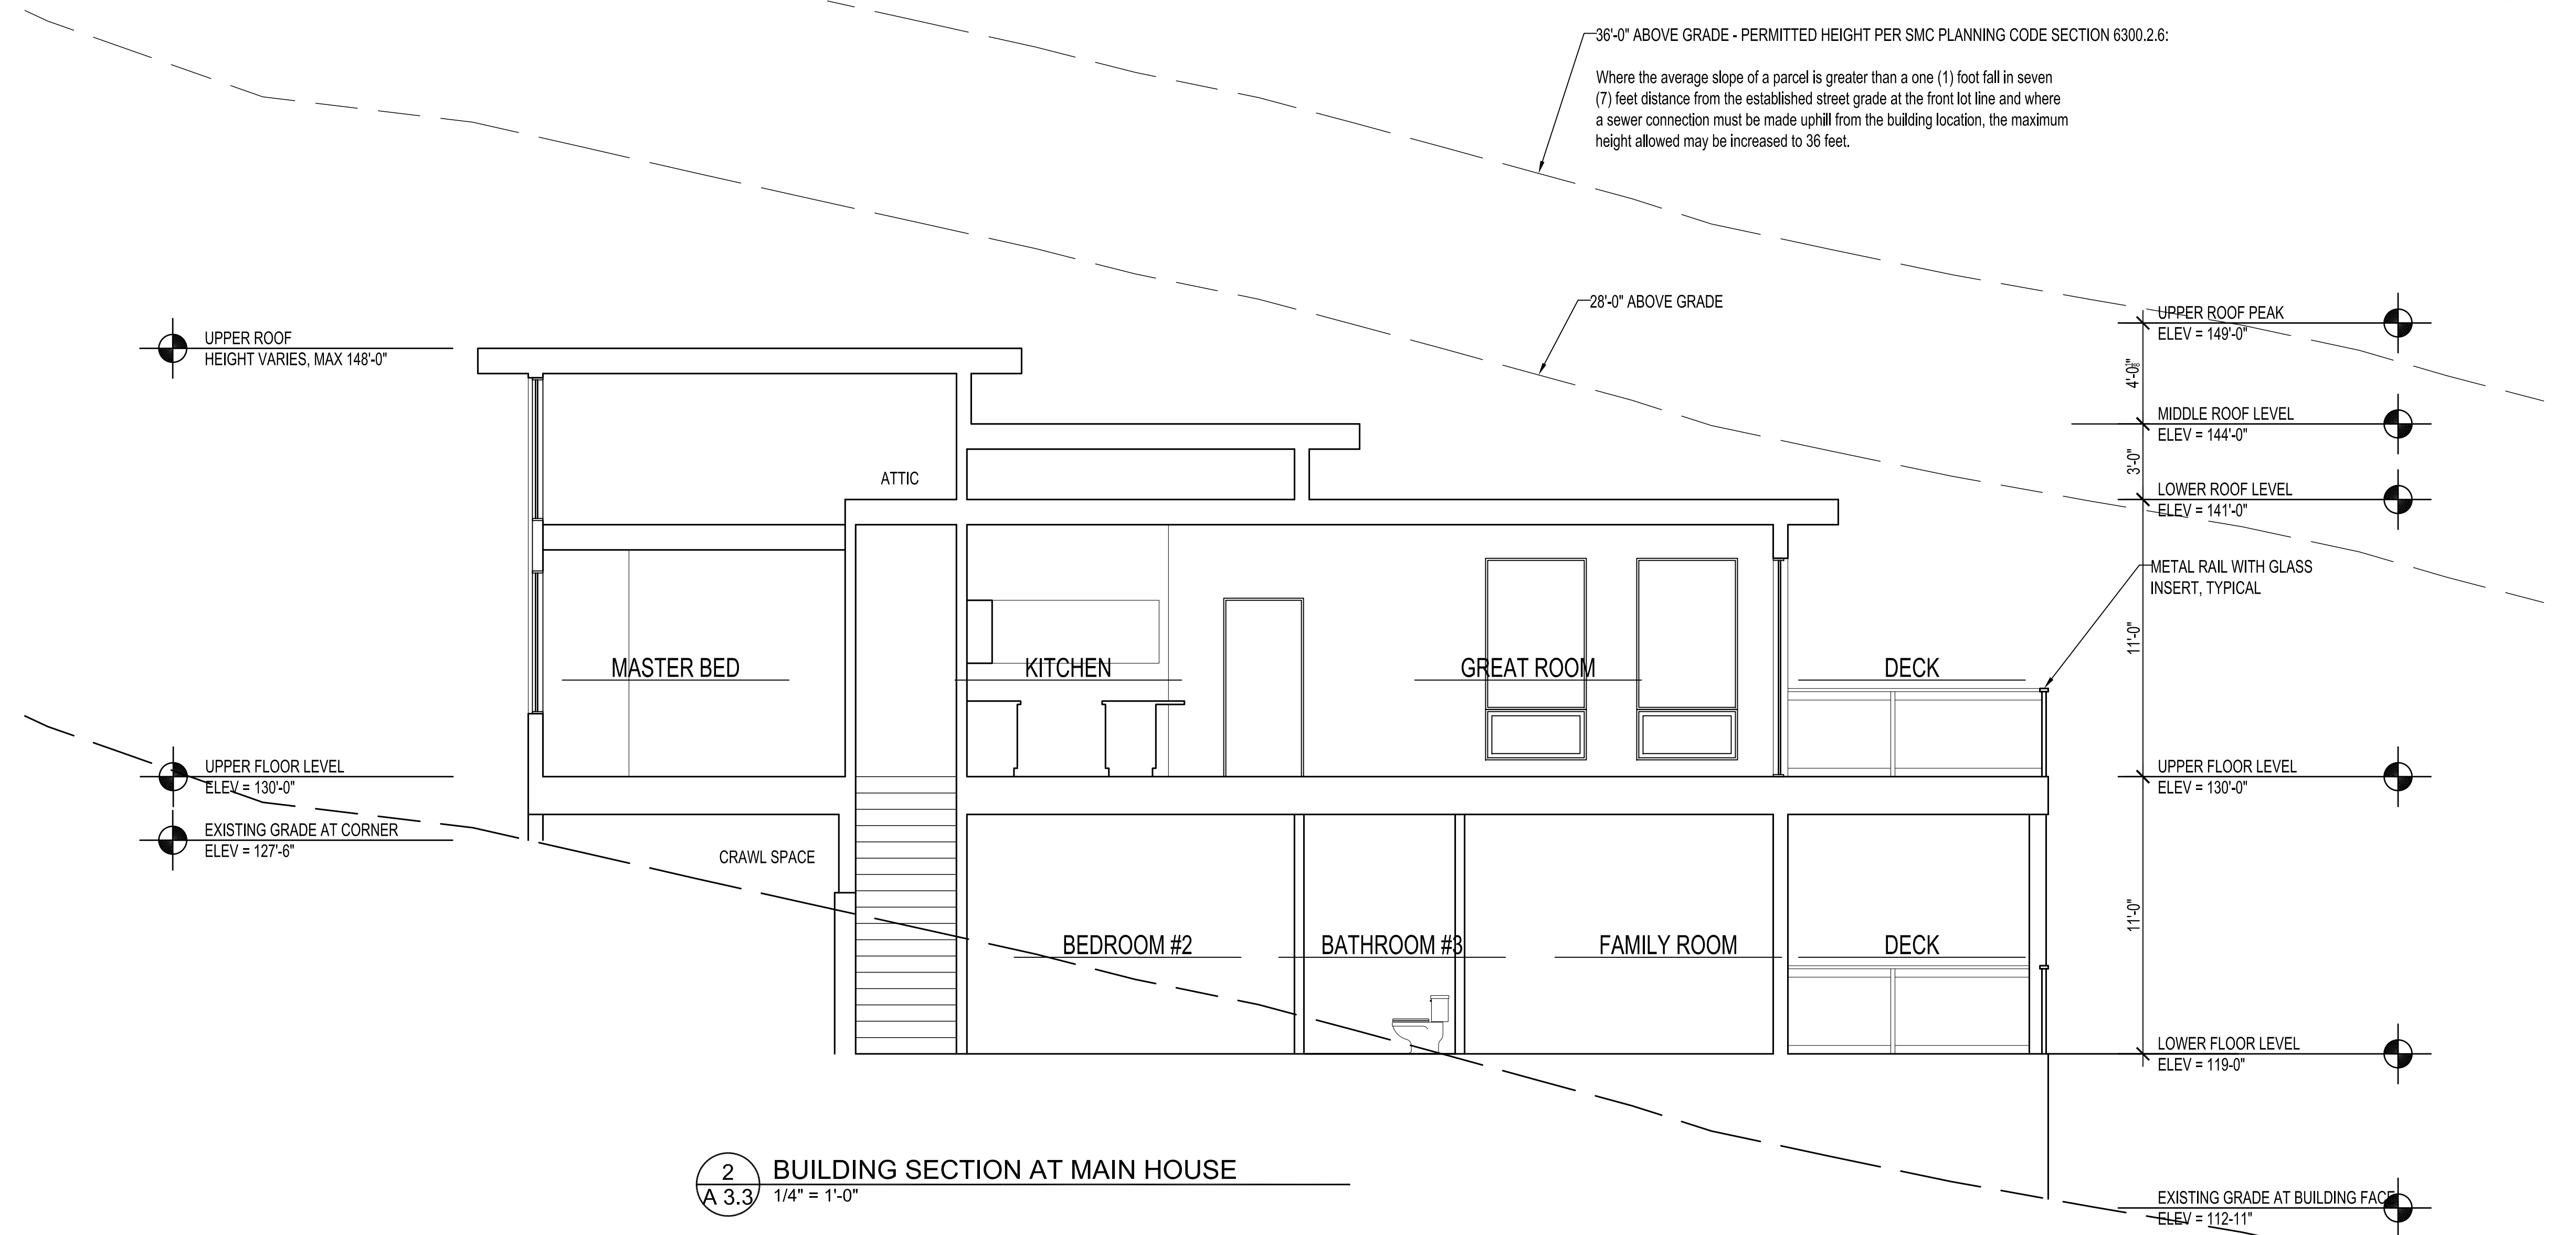 36'-0" ABOVE GRADE - PERMITTED HEIGHT PER SMC PLANNING CODE SECTION 6300.2.6:
Where the average slope of a parcel is greater than a one (1) foot fall in seven
(7) feet distance from the established street grade at the front lot line and where
a sewer connection must be made uphill from the building location, the maximum
height allowed may be increased to 36 feet.
28'-0" ABOVE GRADE
UPPER ROOF
HEIGHT VARIES, MAX 148'-0"
UPPER ROOF PEAK
ELEV = 149'-0"
MIDDLE ROOF LEVEL
ELEV = 144'-0"
3'-0"
LOWER ROOF LEVEL
ELEV = 141'-0"
ATTIC
METAL RAIL WITH GLASS
INSERT, TYPICAL
11'-0"
MASTER BED
KITCHEN
GREAT ROOM
DECK
UPPER FLOOR LEVEL
ELEV = 130'-0"
UPPER FLOOR LEVEL
ELEV = 130'-0"
EXISTING GRADE AT CORNER
ELEV = 127'-6"
CRAWL SPACE
11'-0"
BEDROOM #2
BATHROOM #3
FAMILY ROOM
DECK
LOWER FLOOR LEVEL
ELEV = 119-0"
2
A 3.3
BUILDING SECTION AT MAIN HOUSE
1/4" = 1'-0"
EXISTING GRADE AT BUILDING FACE
ELEV = 112-11"